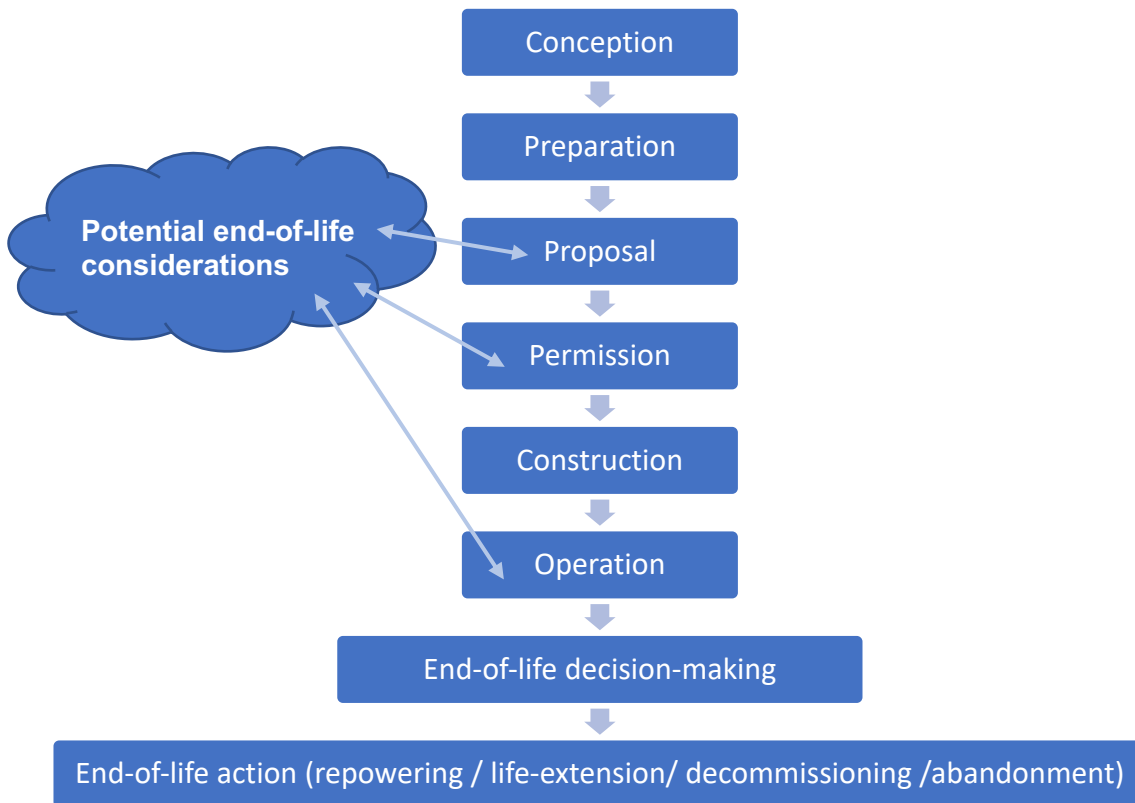 Conception
Preparation
Potential end-of-life
considerations
Proposal
Permission
Construction
Operation
End-of-life decision-making
End-of-life action (repowering / life-extension/ decommissioning /abandonment)